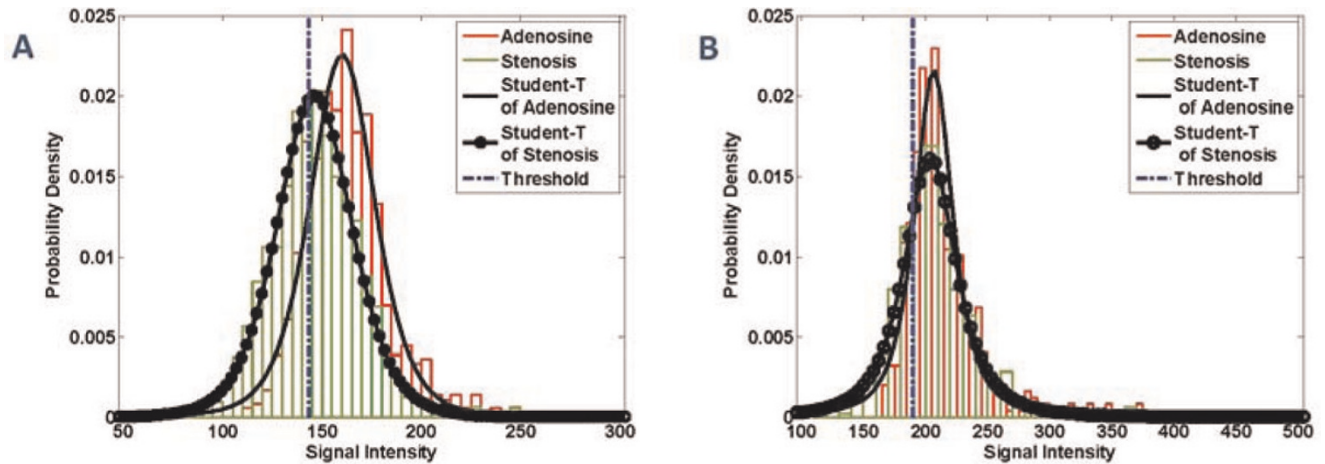 A
0.025
0.02
0.015
0.01
0.005
0
50 100 150 200 250 300
Probability Density
Signal Intensity
Adenosine
Stenosis
Student-T
of Adenosine
Student-T
of Stenosis
Threshold
B
0.025
0.02
0.015
0.01
0.005
0
100 150 200 250 300 350 400 450 500
Probability Density
Signal Intensity
Adenosine
Stenosis
Student-T
of Adenosine
Student-T
of Stenosis
Threshold